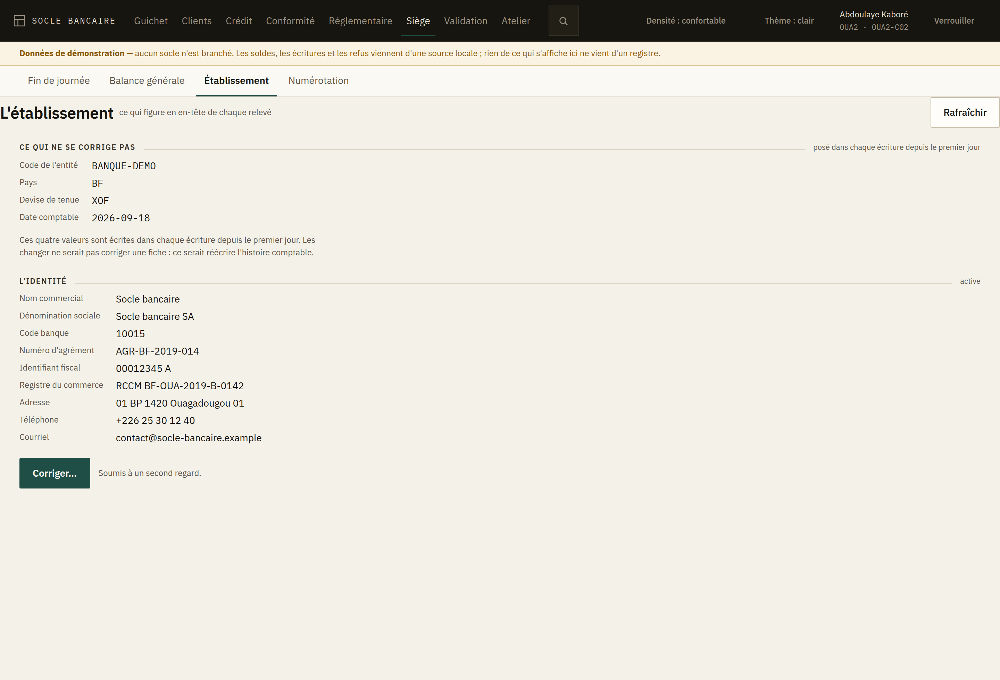 SOCLE BANCAIRE Guichet Clients Crédit Conformité Réglementaire Siège Validation Atelier Densité : confortable Thème : clair Abdoulaye Kaboré Verrouiller
OUA2 · OUA2-C02
Données de démonstration — aucun socle n'est branché. Les soldes, les écritures et les refus viennent d'une source locale ; rien de ce qui s'affiche ici ne vient d'un registre.
Fin de journée Balance générale Établissement Numérotation
L'établissement ce qui figure en en-tête de chaque relevé Rafraîchir
CE QUI NE SE CORRIGE PAS posé dans chaque écriture depuis le premier jour
Code de l'entité BANQUE-DEMO
Pays BF
Devise de tenue XOF
Date comptable 2026-09-18
Ces quatre valeurs sont écrites dans chaque écriture depuis le premier jour. Les
changer ne serait pas corriger une fiche : ce serait réécrire l'histoire comptable.
L'IDENTITÉ active
Nom commercial Socle bancaire
Dénomination sociale Socle bancaire SA
Code banque 10015
Numéro d’agrément AGR-BF-2019-014
Identifiant fiscal 00012345 A
Registre du commerce RCCM BF-OUA-2019-B-0142
Adresse 01 BP 1420 Ouagadougou 01
Téléphone +226 25 30 12 40
Courriel contact@socle-bancaire.example
Corriger… Soumis à un second regard.